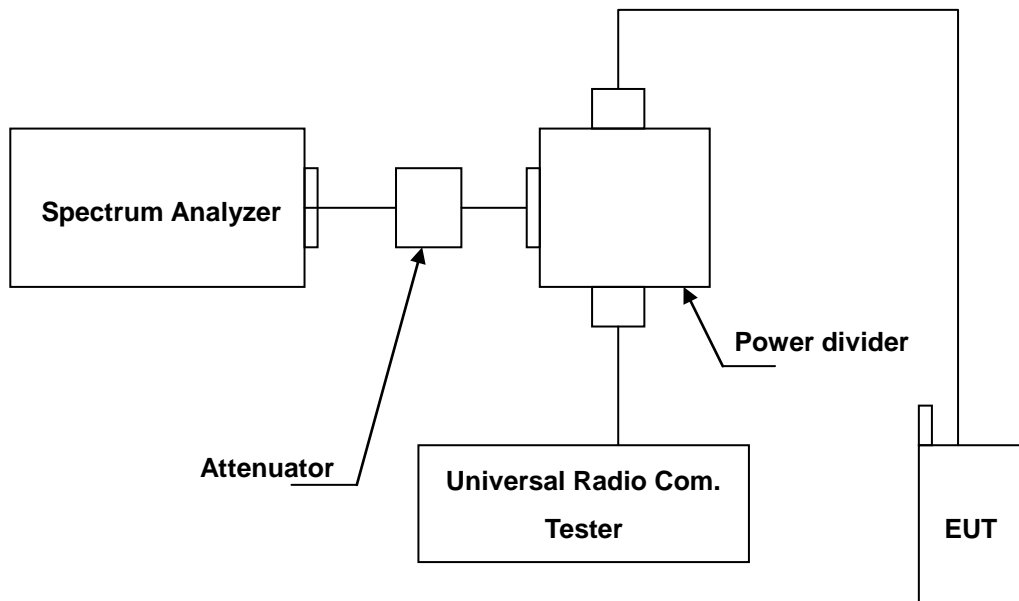 Spectrum Analyzer
Power divider
Attenuator
Universal Radio Com.
Tester
EUT